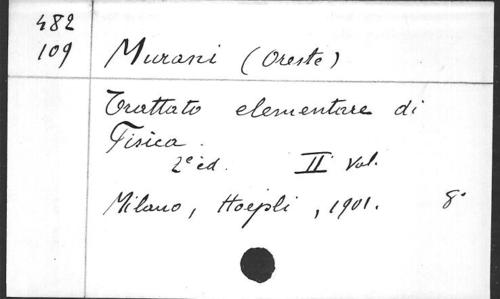 482
109 Murani (Oreste)
Trattato elementare di
Fisica.
2ª ed. II Vol.
Milano, Hoepli, 1901. 8°